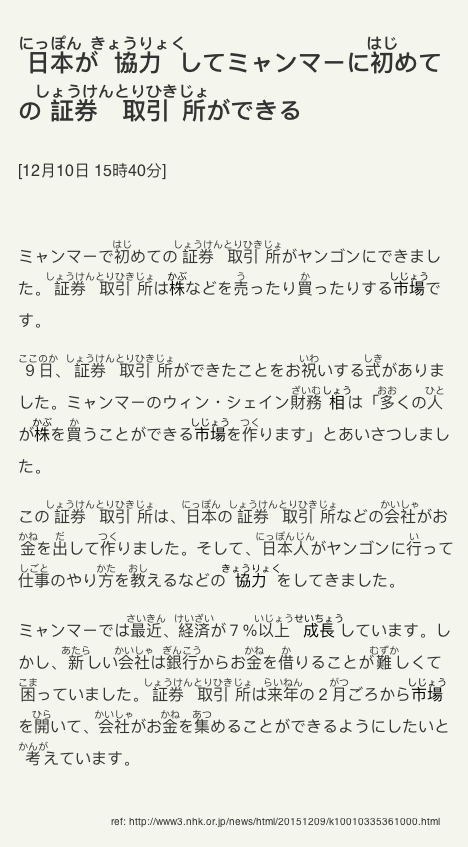 日本が協力してミャンマーに初めて
の証券取引所ができる
[12月10日 15時40分]
ミャンマーで初めての証券取引所がヤンゴンにできまし
た。証券取引所は株などを売ったり買ったりする市場で
す。
９日、証券取引所ができたことをお祝いする式がありま
した。ミャンマーのウィン・シェイン財務相は「多くの人
が株を買うことができる市場を作ります」とあいさつしまし
た。
この証券取引所は、日本の証券取引所などの会社がお
金を出して作りました。そして、日本人がヤンゴンに行って
仕事のやり方を教えるなどの協力をしてきました。
ミャンマーでは最近、経済が７％以上成長しています。し
かし、新しい会社は銀行からお金を借りることが難しくて
困っていました。証券取引所は来年の２月ごろから市場
を開いて、会社がお金を集めることができるようにしたいと
考えています。
ref: http://www3.nhk.or.jp/news/html/20151209/k10010335361000.html